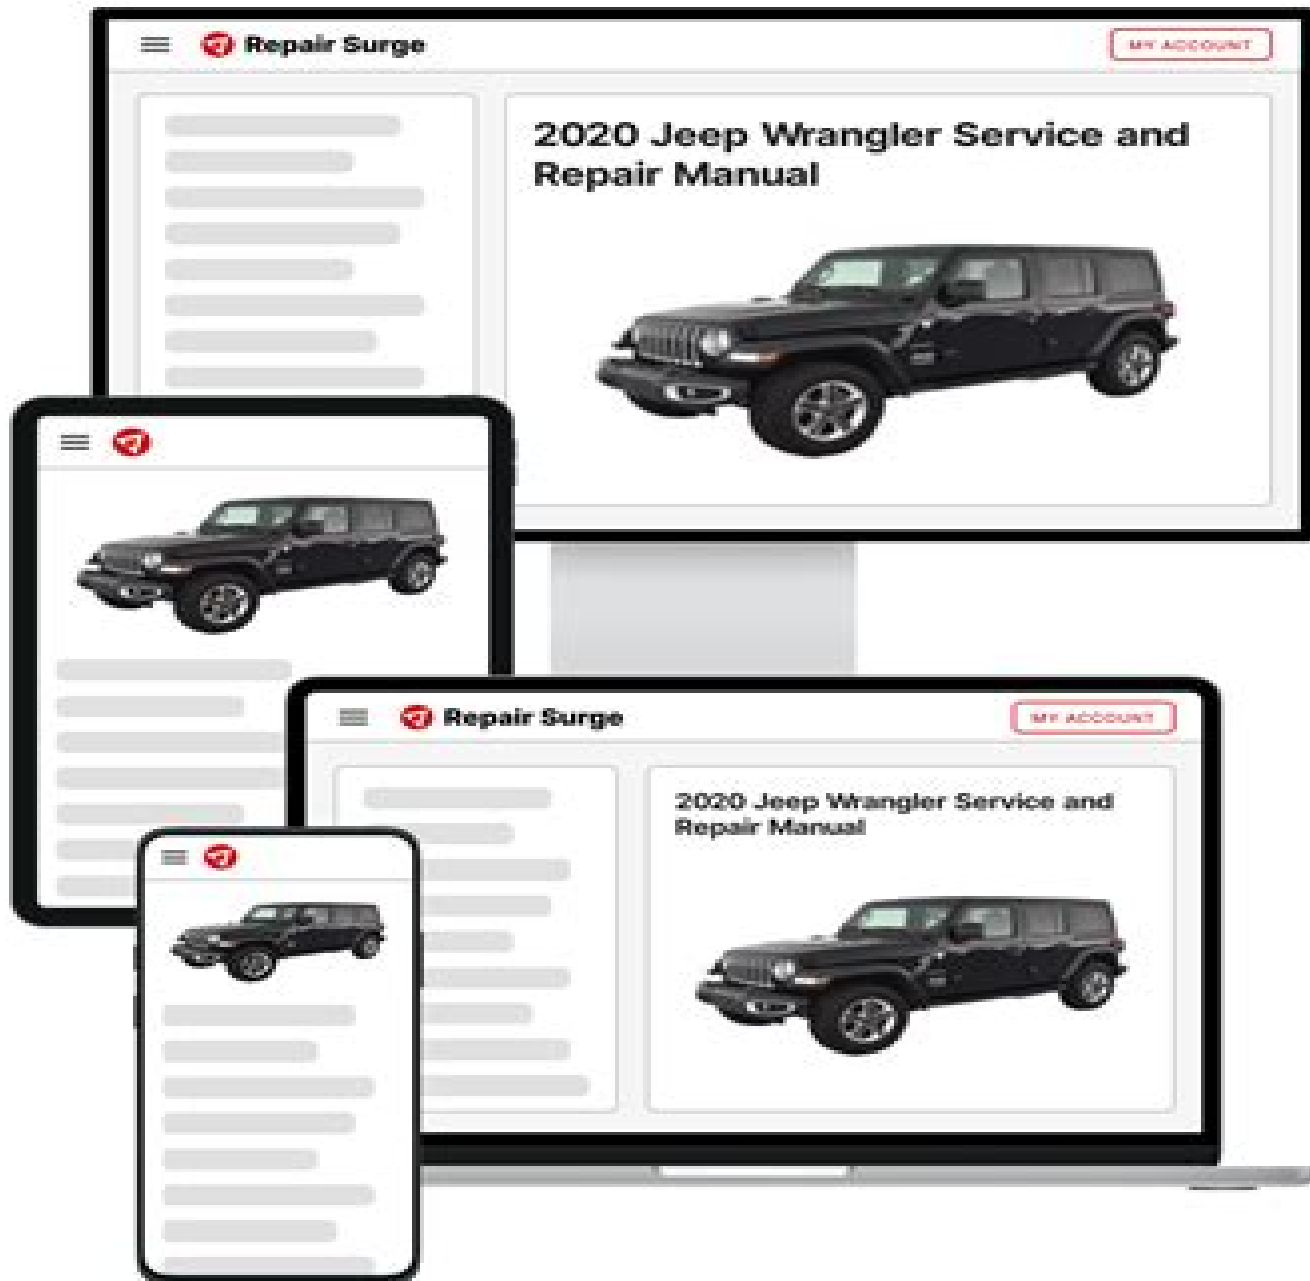 Repair Surge
MY ACCOUNT
2020 Jeep Wrangler Service and
Repair Manual
Repair Surge
MY ACCOUNT
2020 Jeep Wrangler Service and
Repair Manual